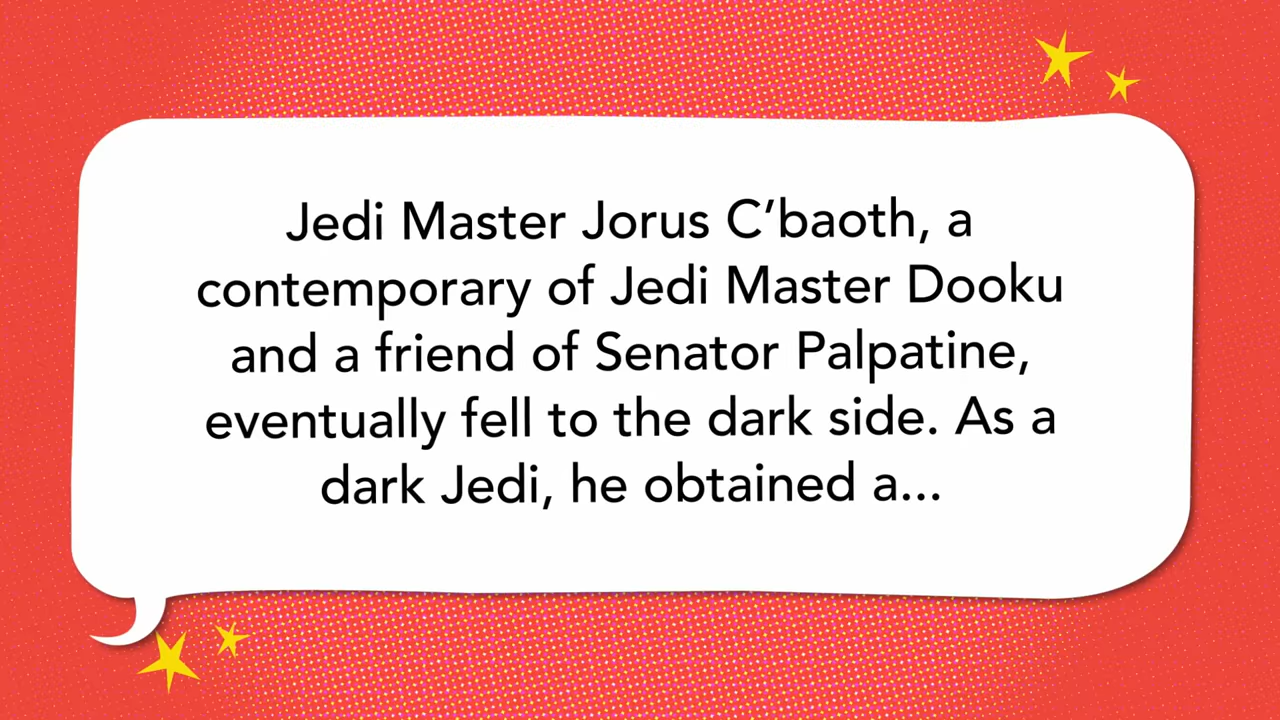 Jedi Master Jorus C’baoth, a
contemporary of Jedi Master Dooku
and a friend of Senator Palpatine,
eventually fell to the dark side. As a
dark Jedi, he obtained a...